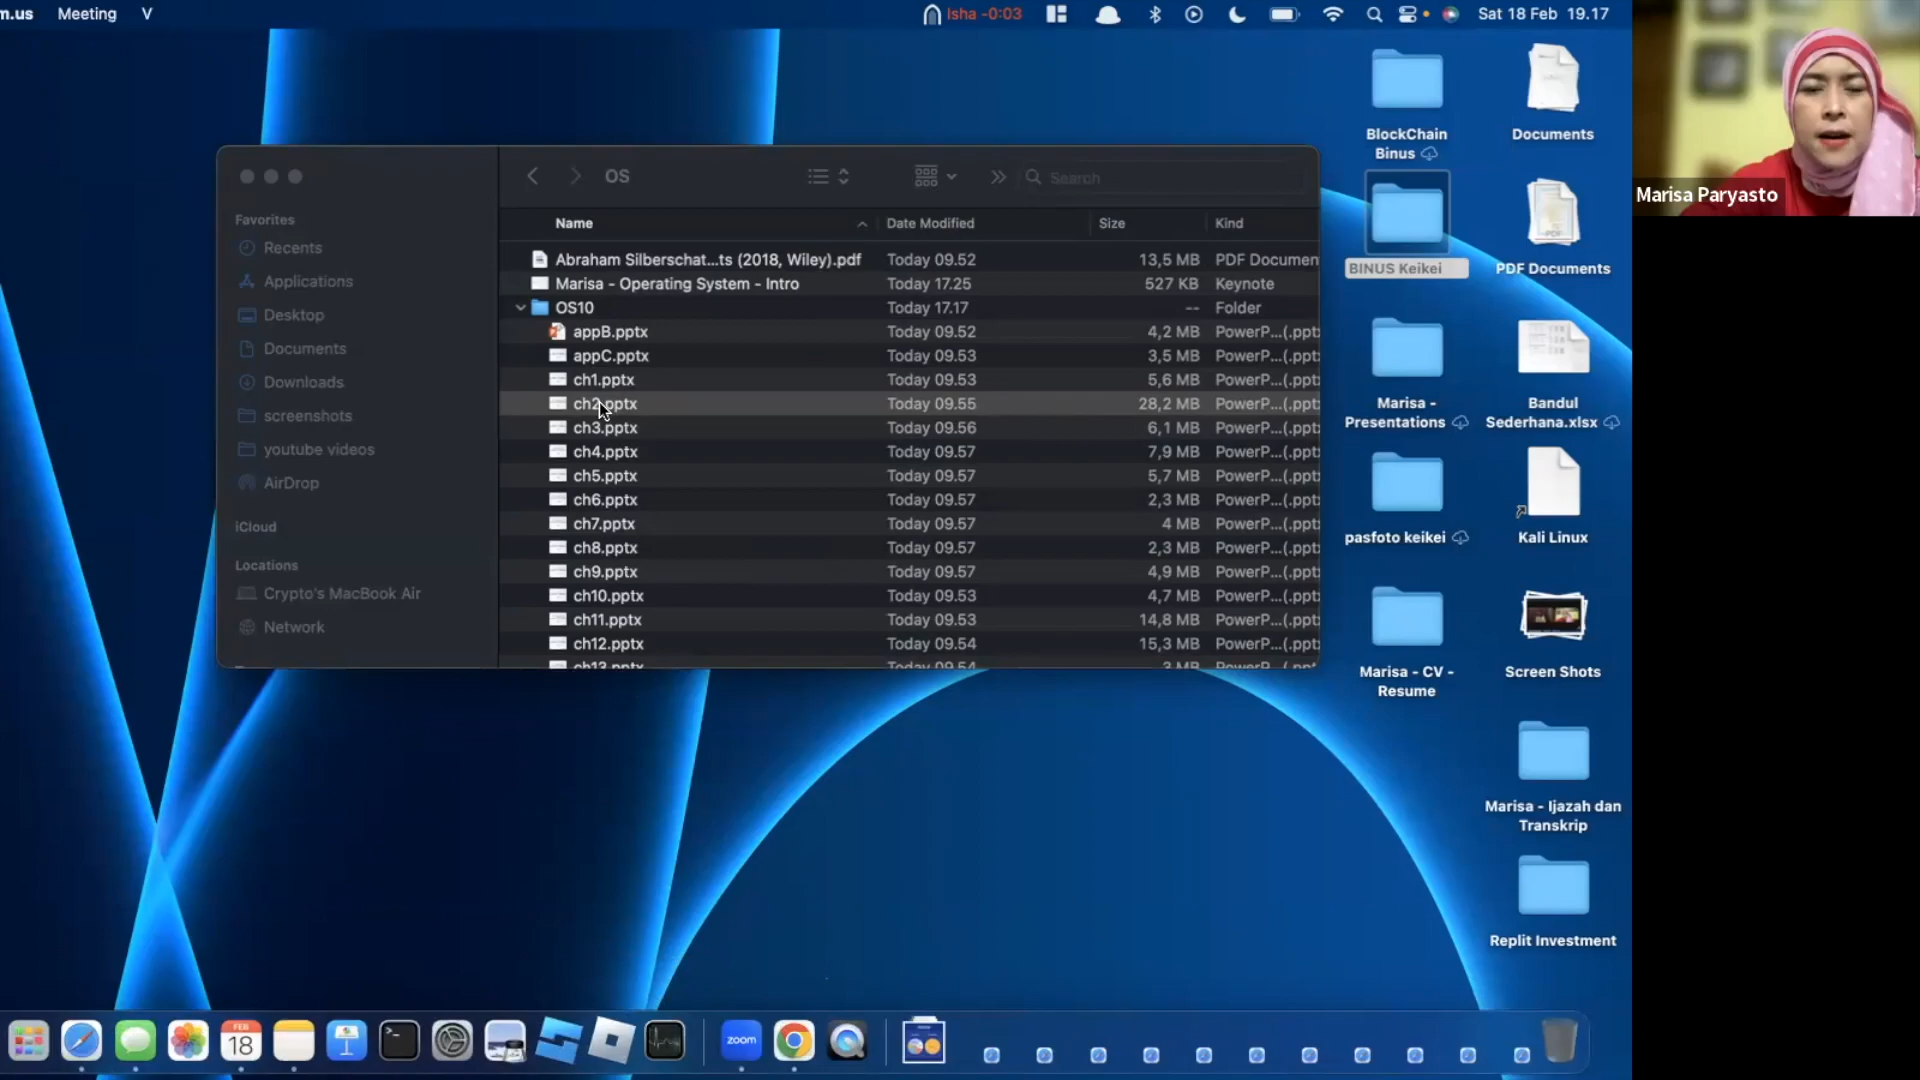 m.us Meeting V Isha -0:03 Sat 18 Feb 19.17
OS Search
Name Date Modified Size Kind
Favorites
Recents
Applications
Desktop
Documents
Downloads
screenshots
youtube videos
AirDrop
iCloud
Locations
Crypto's MacBook Air
Network
Abraham Silberschat...ts (2018, Wiley).pdf Today 09.52 13,5 MB PDF Documen
Marisa - Operating System - Intro Today 17.25 527 KB Keynote
OS10 Today 17.17 -- Folder
appB.pptx Today 09.52 4,2 MB PowerP...(.ppt
appC.pptx Today 09.53 3,5 MB PowerP...(.ppt
ch1.pptx Today 09.53 5,6 MB PowerP...(.ppt
ch2.pptx Today 09.55 28,2 MB PowerP...(.ppt
ch3.pptx Today 09.56 6,1 MB PowerP...(.ppt
ch4.pptx Today 09.57 7,9 MB PowerP...(.ppt
ch5.pptx Today 09.57 5,7 MB PowerP...(.ppt
ch6.pptx Today 09.57 2,3 MB PowerP...(.ppt
ch7.pptx Today 09.57 4 MB PowerP...(.ppt
ch8.pptx Today 09.57 2,3 MB PowerP...(.ppt
ch9.pptx Today 09.57 4,9 MB PowerP...(.ppt
ch10.pptx Today 09.53 4,7 MB PowerP...(.ppt
ch11.pptx Today 09.53 14,8 MB PowerP...(.ppt
ch12.pptx Today 09.54 15,3 MB PowerP...(.ppt
ch13.pptx Today 09.54 3 MB PowerP...(.ppt
BlockChain
Binus
Documents
BINUS Keikei
PDF
PDF Documents
Marisa -
Presentations
Bandul
Sederhana.xlsx
pasfoto keikei
Kali Linux
Marisa - CV -
Resume
Screen Shots
Marisa - Ijazah dan
Transkrip
Replit Investment
Marisa Paryasto
FEB
18
zoom